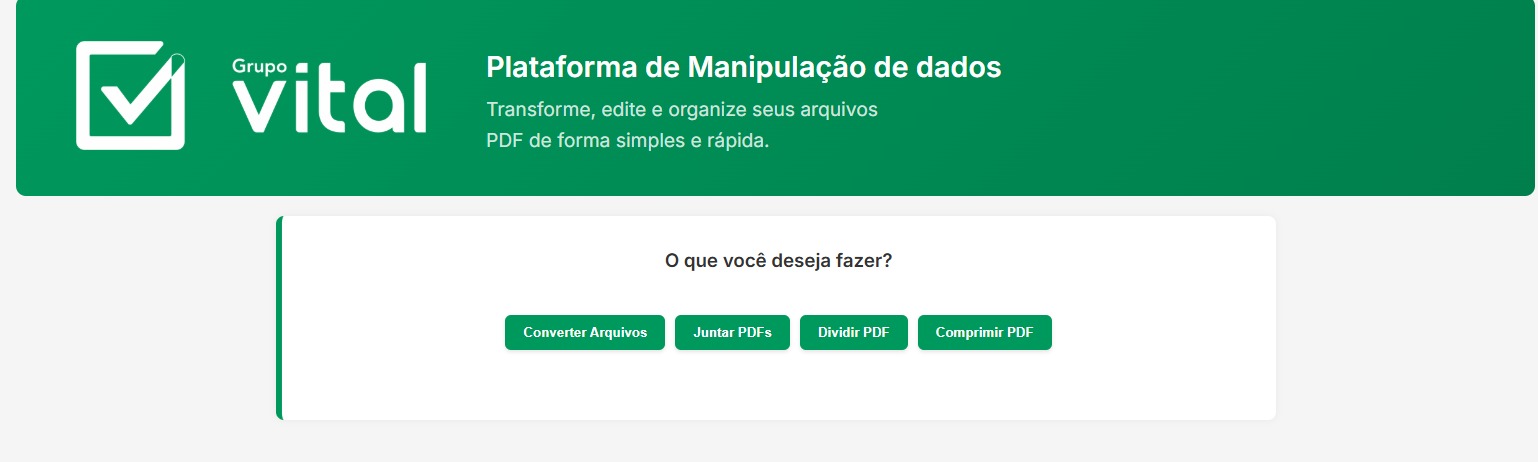 Grupo
vital
Plataforma de Manipulação de dados
Transforme, edite e organize seus arquivos
PDF de forma simples e rápida.
O que você deseja fazer?
Converter Arquivos Juntar PDFs Dividir PDF Comprimir PDF